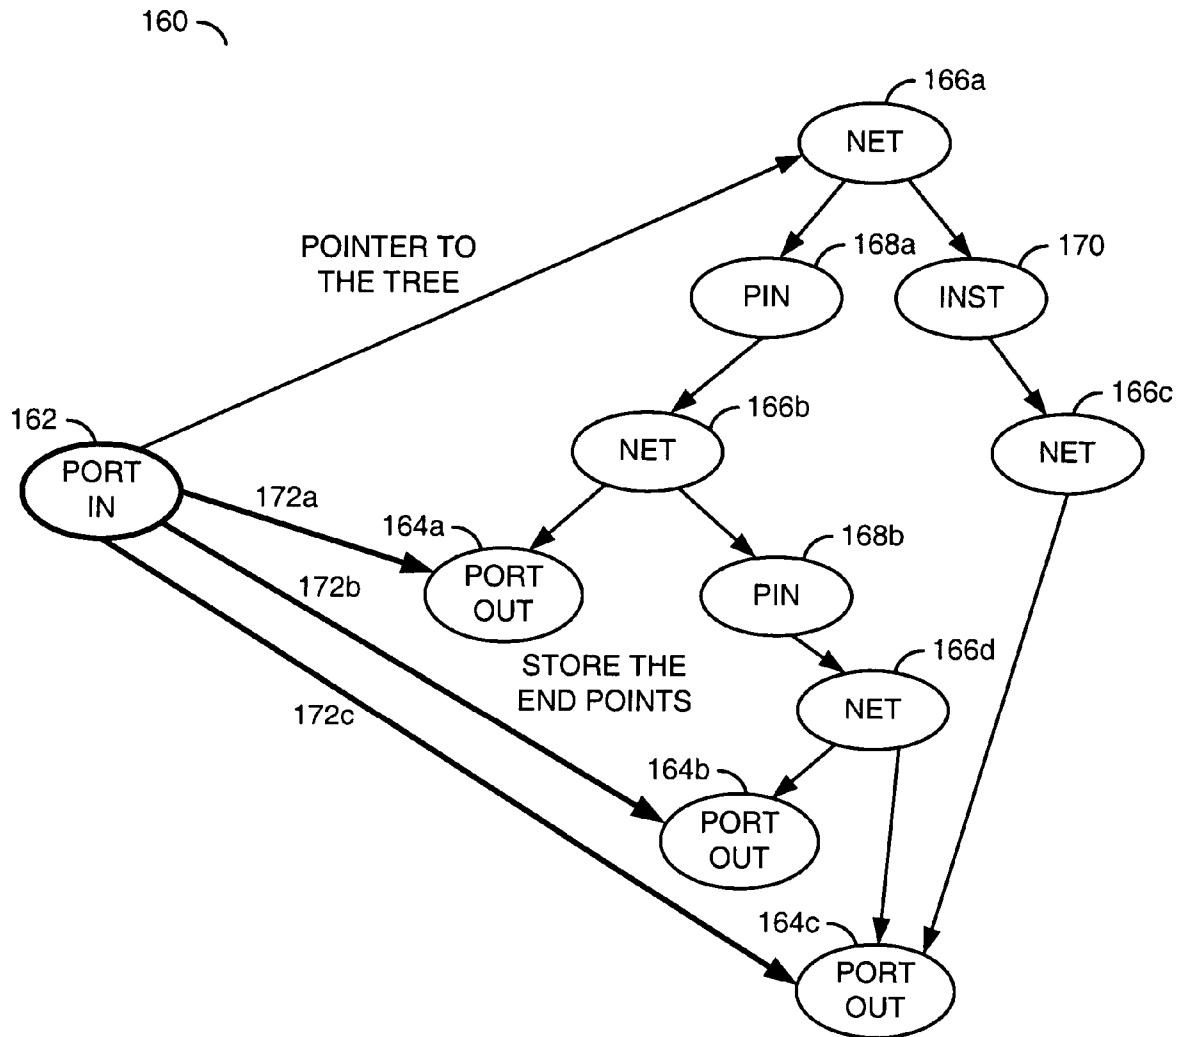 160
166a
NET
POINTER TO
THE TREE
168a
PIN
170
INST
162
PORT
IN
166b
NET
166c
NET
172a
164a
PORT
OUT
172b
168b
PIN
STORE THE
END POINTS
166d
NET
172c
164b
PORT
OUT
164c
PORT
OUT